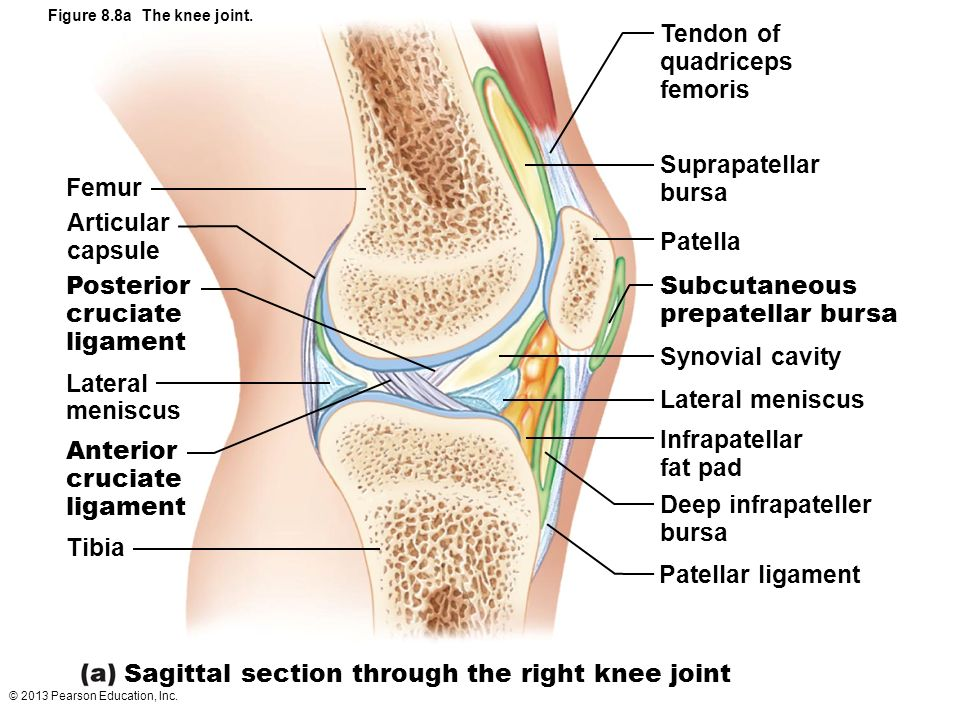 Figure 8.8a The knee joint.
Tendon of
quadriceps
femoris
Suprapatellar
bursa
Femur
Articular
capsule
Patella
Posterior
cruciate
ligament
Subcutaneous
prepatellar bursa
Synovial cavity
Lateral
meniscus
Lateral meniscus
Anterior
cruciate
ligament
Infrapatellar
fat pad
Deep infrapateller
bursa
Tibia
Patellar ligament
(a) Sagittal section through the right knee joint
© 2013 Pearson Education, Inc.